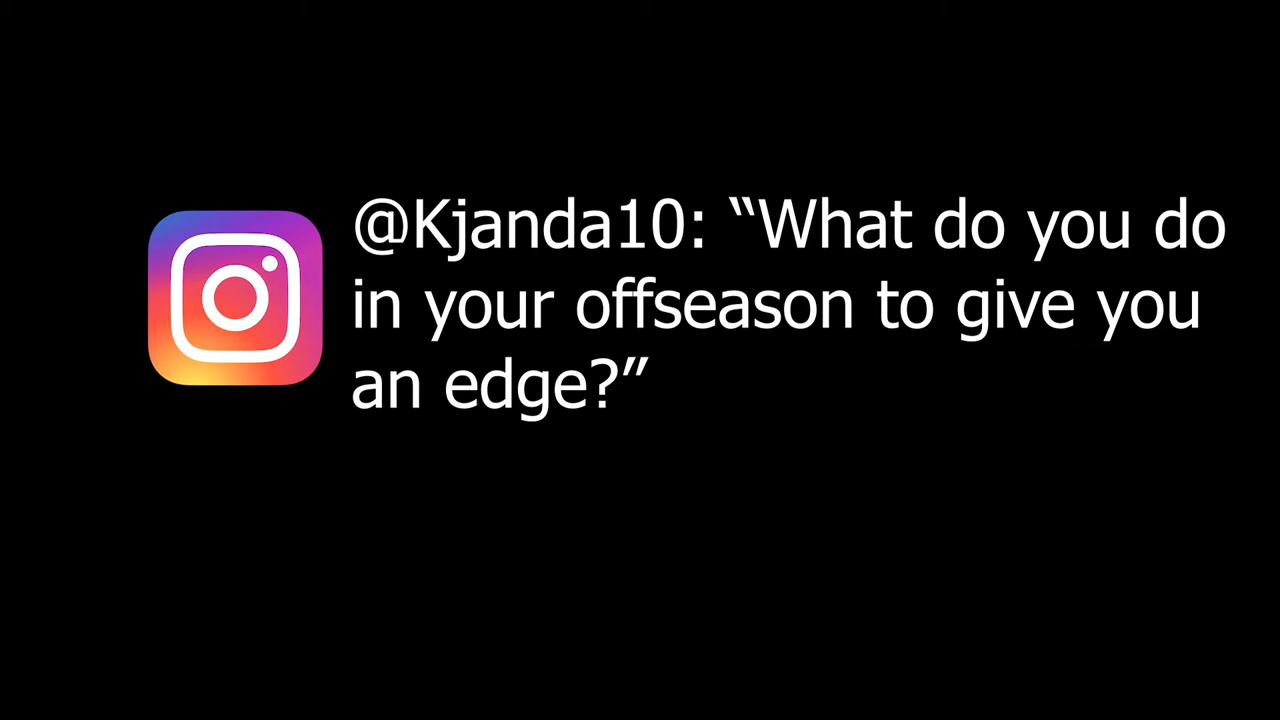 @Kjanda10: “What do you do
in your offseason to give you
an edge?”